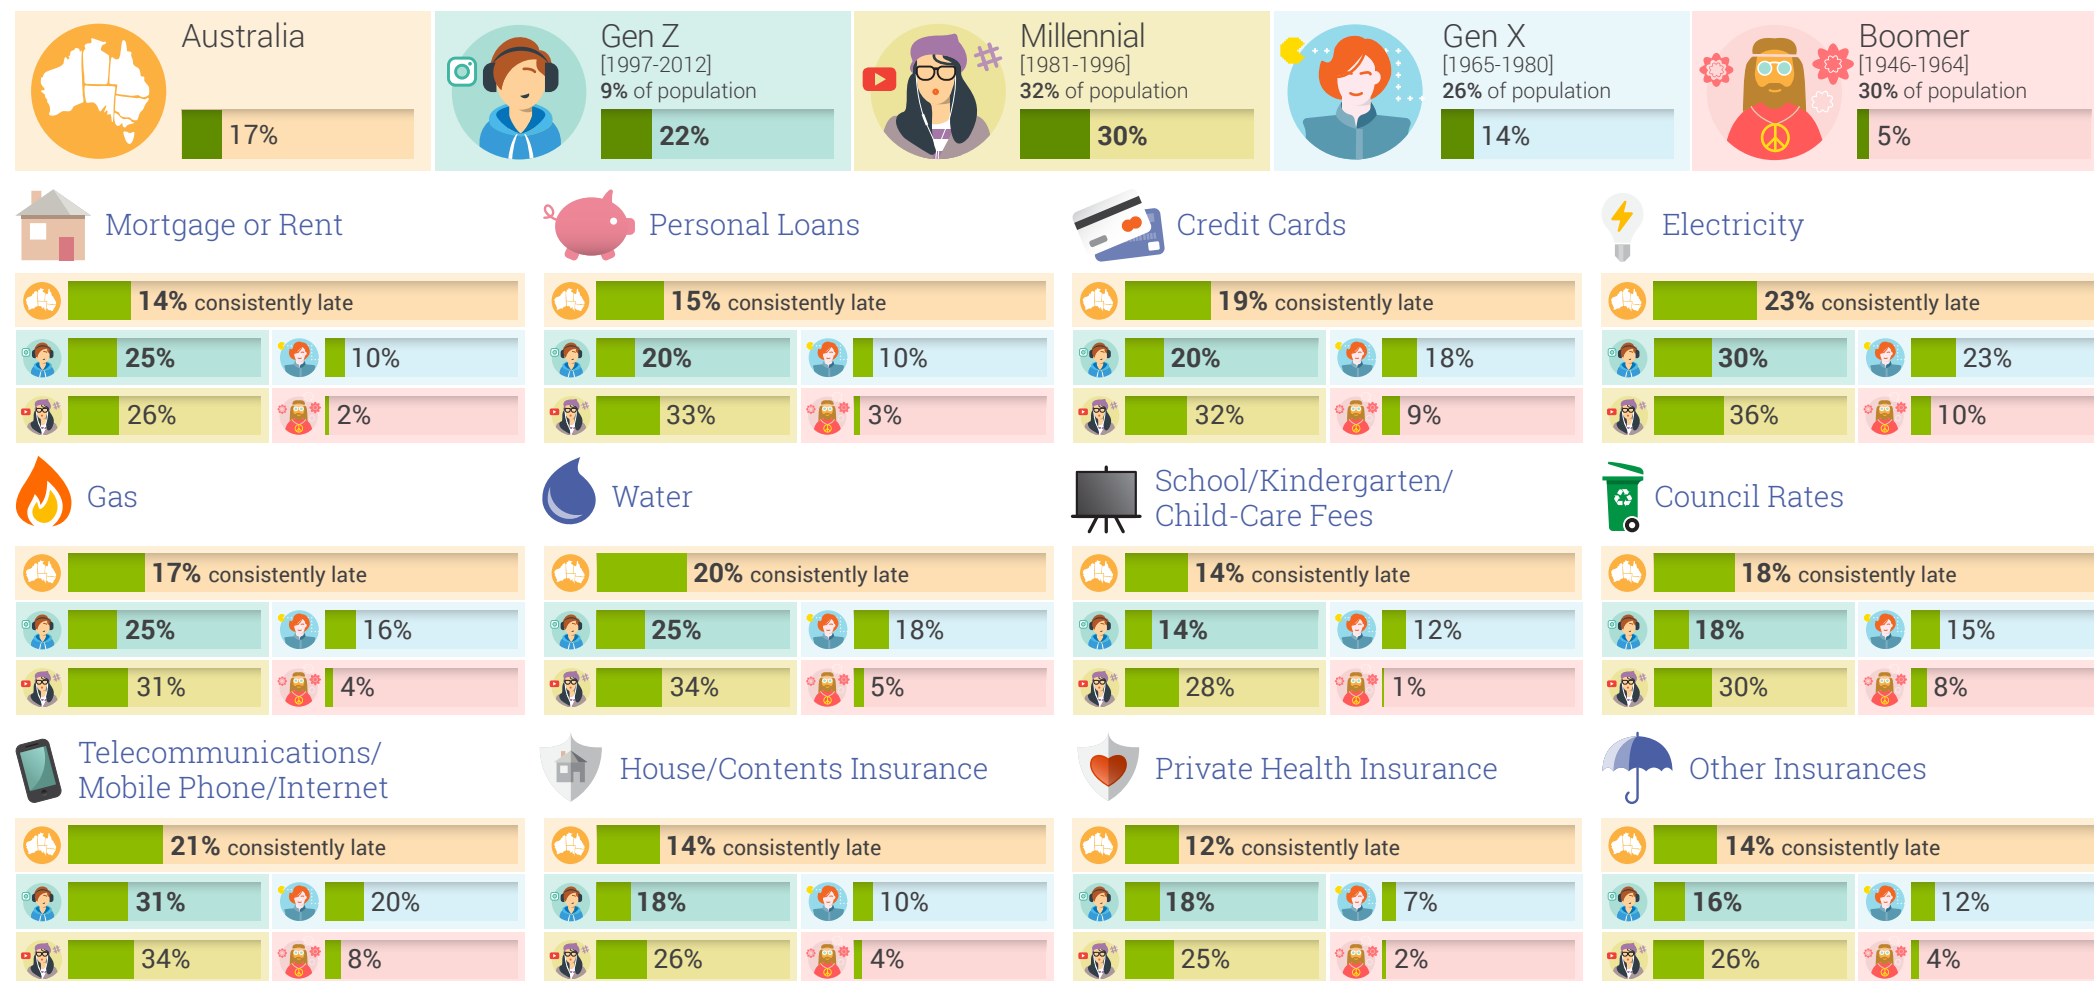 Australia
17%
Gen Z
[1997-2012]
9% of population
22%
Millennial
[1981-1996]
32% of population
30%
Gen X
[1965-1980]
26% of population
14%
Boomer
[1946-1964]
30% of population
5%
Mortgage or Rent
14% consistently late
25%
10%
26%
2%
Personal Loans
15% consistently late
20%
10%
33%
3%
Credit Cards
19% consistently late
20%
18%
32%
9%
Electricity
23% consistently late
30%
23%
36%
10%
Gas
17% consistently late
25%
16%
31%
4%
Water
20% consistently late
25%
18%
34%
5%
School/Kindergarten/
Child-Care Fees
14% consistently late
14%
12%
28%
1%
Council Rates
18% consistently late
18%
15%
30%
8%
Telecommunications/
Mobile Phone/Internet
21% consistently late
31%
20%
34%
8%
House/Contents Insurance
14% consistently late
18%
10%
26%
4%
Private Health Insurance
12% consistently late
18%
7%
25%
2%
Other Insurances
14% consistently late
16%
12%
26%
4%